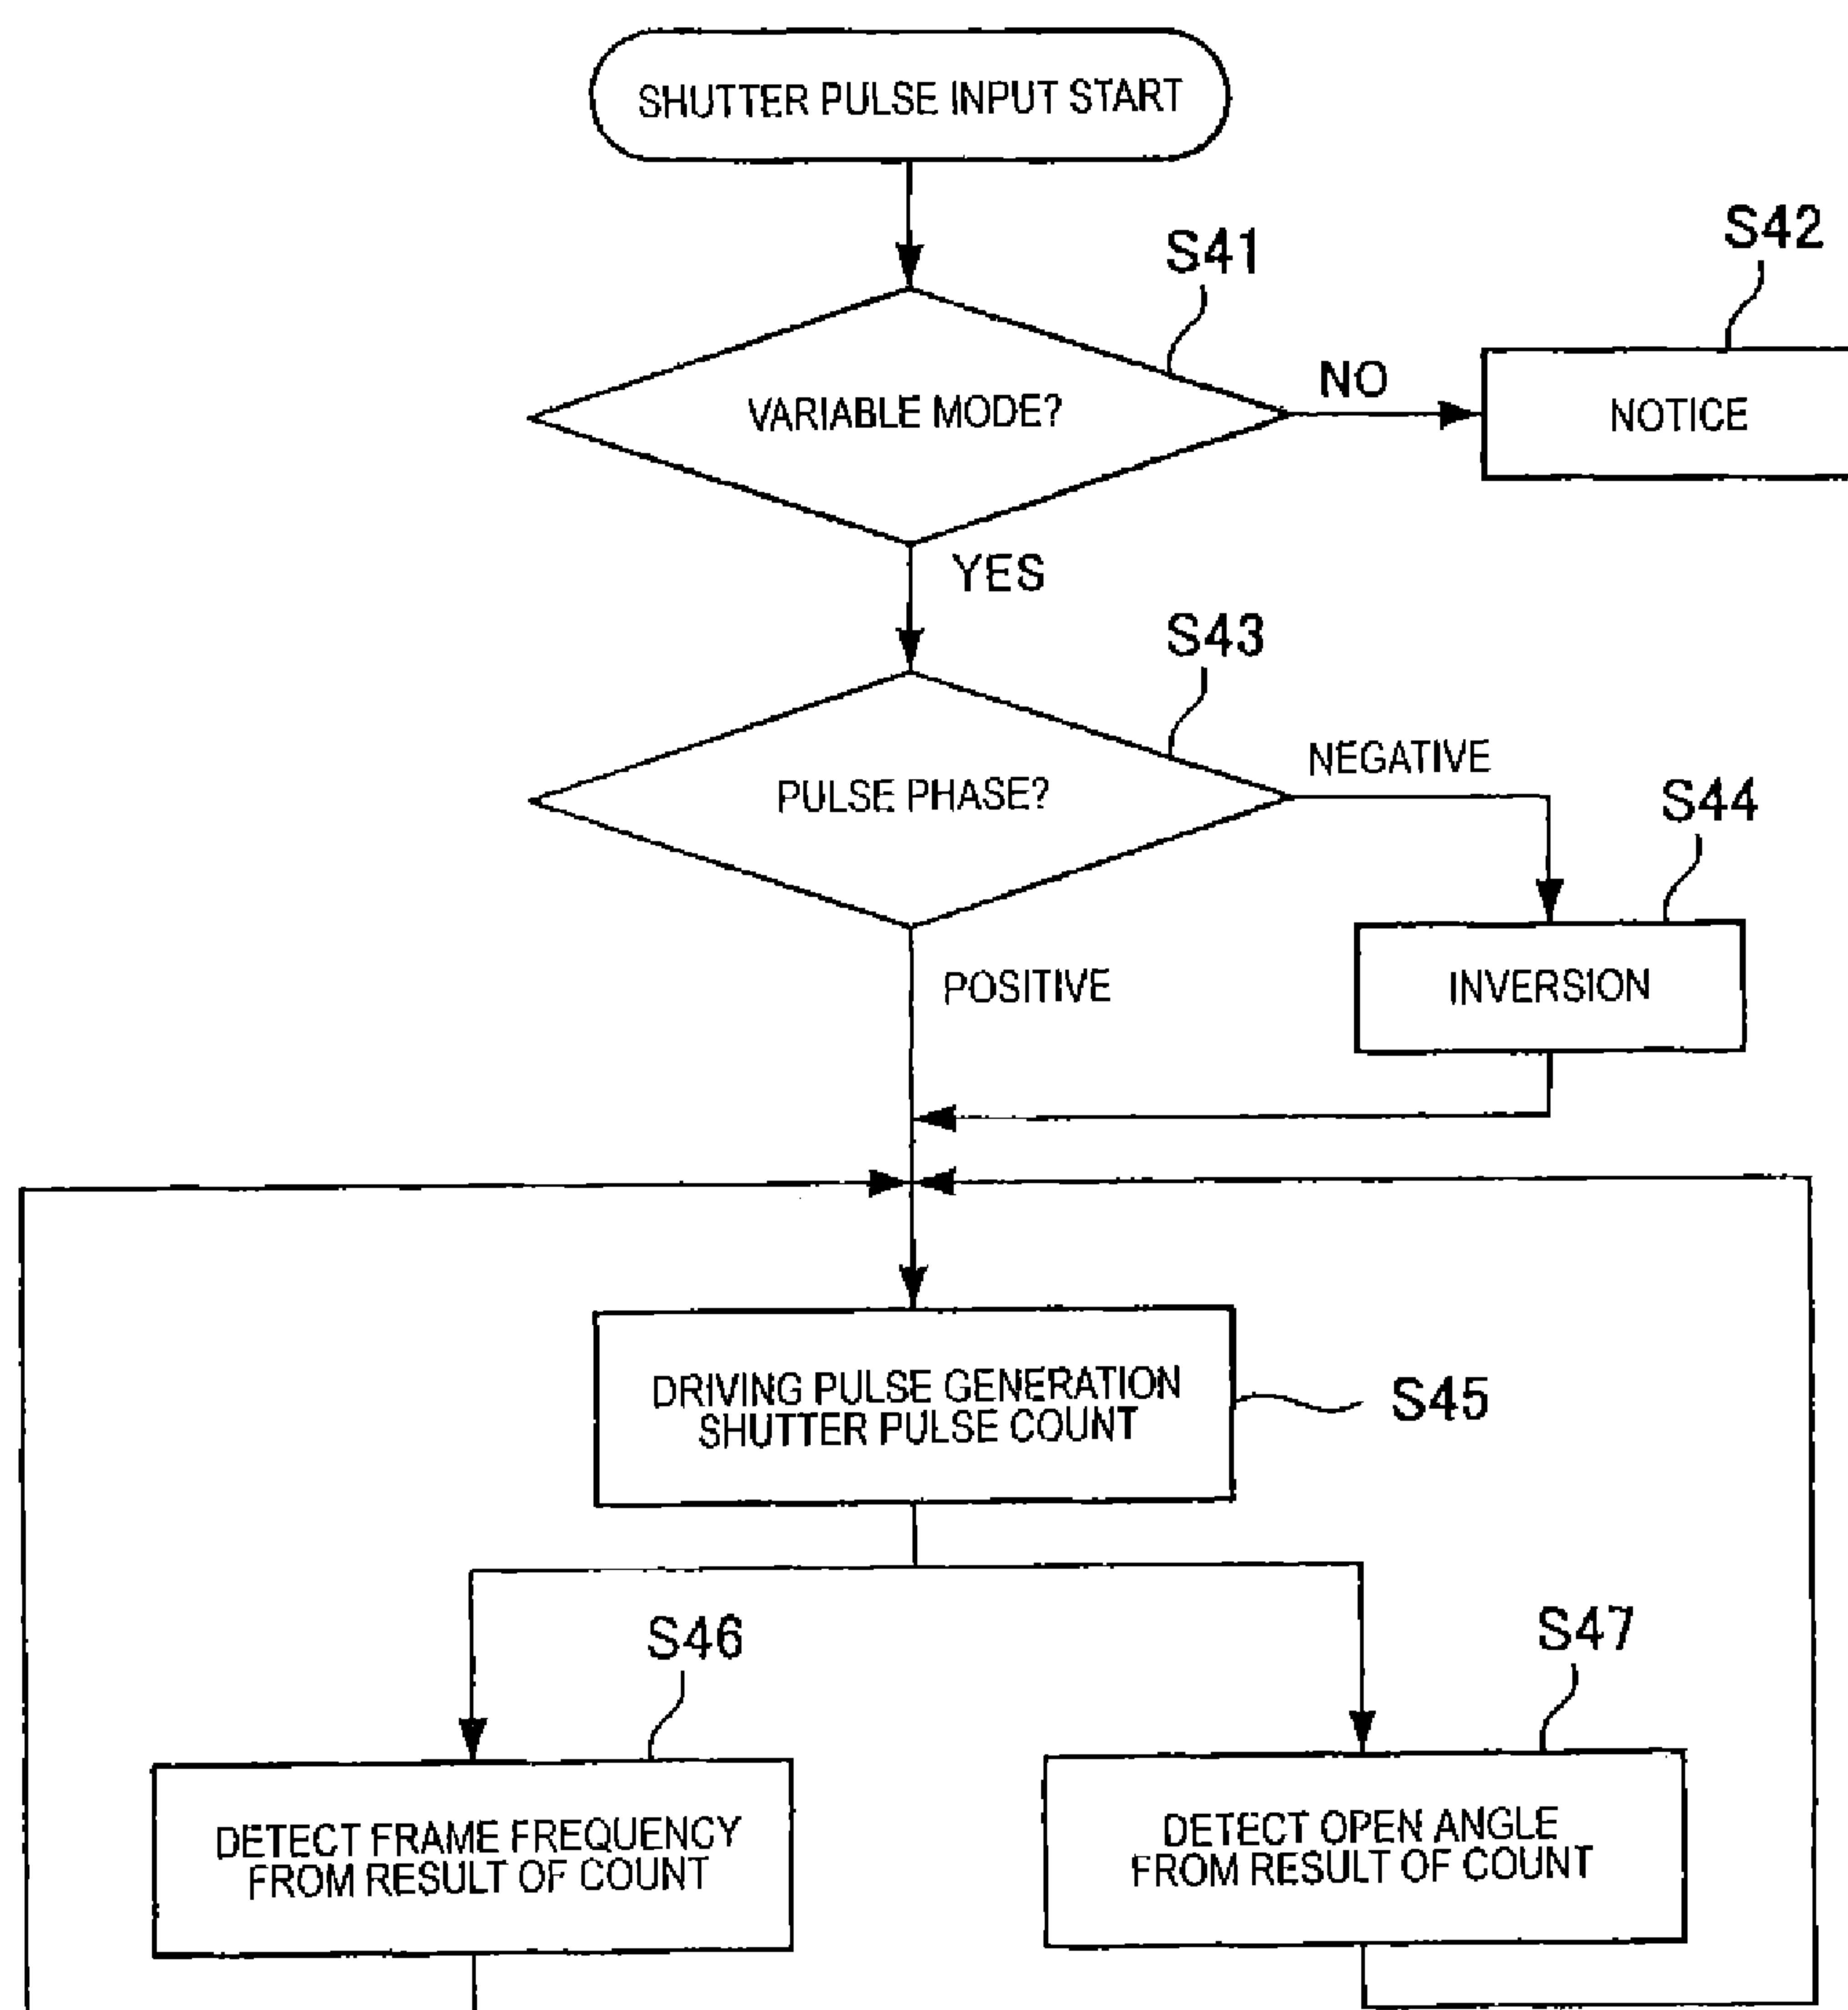 SHUTTER PULSE INPUT START
S41
S42
VARIABLE MODE?
NO
NOTICE
YES
S43
PULSE PHASE?
NEGATIVE
S44
INVERSION
POSITIVE
DRIVING PULSE GENERATION
SHUTTER PULSE COUNT
S45
S46
S47
DETECT FRAME FREQUENCY
FROM RESULT OF COUNT
DETECT OPEN ANGLE
FROM RESULT OF COUNT